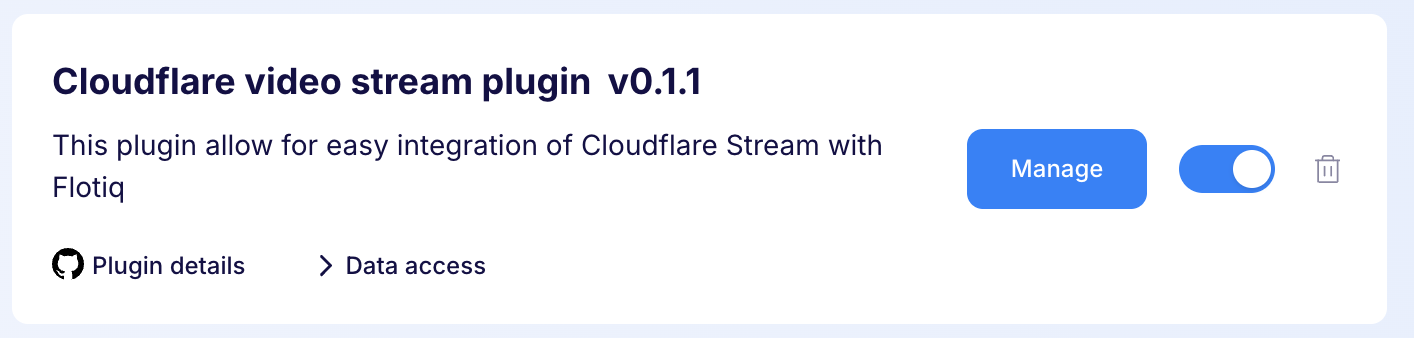 Cloudflare video stream plugin v0.1.1
This plugin allow for easy integration of Cloudflare Stream with
Flotiq
Manage
Plugin details
Data access